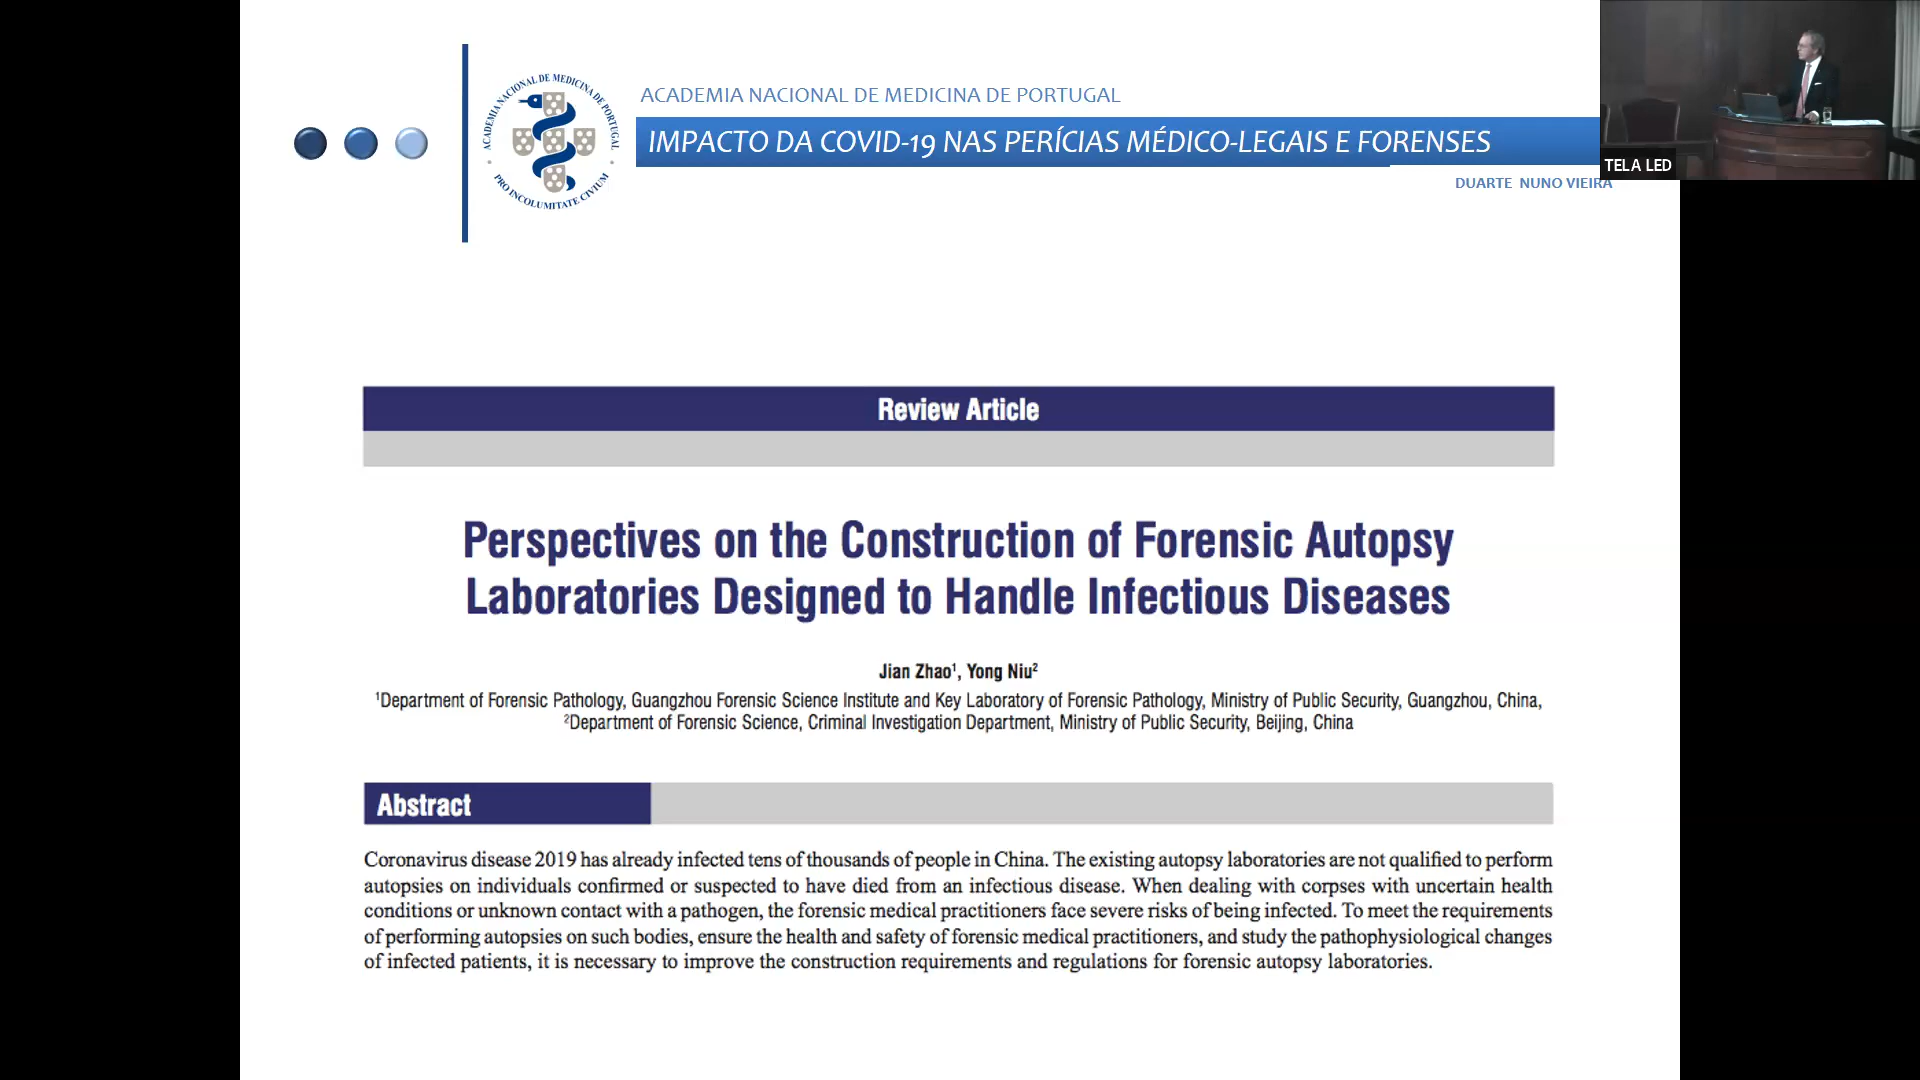 ACADEMIA NACIONAL DE MEDICINA DE PORTUGAL
PRO INCOLUMITATE CIVIUM
ACADEMIA NACIONAL DE MEDICINA DE PORTUGAL
IMPACTO DA COVID-19 NAS PERÍCIAS MÉDICO-LEGAIS E FORENSES
TELA LED
DUARTE NUNO VIEIRA
Review Article
Perspectives on the Construction of Forensic Autopsy
Laboratories Designed to Handle Infectious Diseases
Jian Zhao¹, Yong Niu²
¹Department of Forensic Pathology, Guangzhou Forensic Science Institute and Key Laboratory of Forensic Pathology, Ministry of Public Security, Guangzhou, China,
²Department of Forensic Science, Criminal Investigation Department, Ministry of Public Security, Beijing, China
Abstract
Coronavirus disease 2019 has already infected tens of thousands of people in China. The existing autopsy laboratories are not qualified to perform
autopsies on individuals confirmed or suspected to have died from an infectious disease. When dealing with corpses with uncertain health
conditions or unknown contact with a pathogen, the forensic medical practitioners face severe risks of being infected. To meet the requirements
of performing autopsies on such bodies, ensure the health and safety of forensic medical practitioners, and study the pathophysiological changes
of infected patients, it is necessary to improve the construction requirements and regulations for forensic autopsy laboratories.